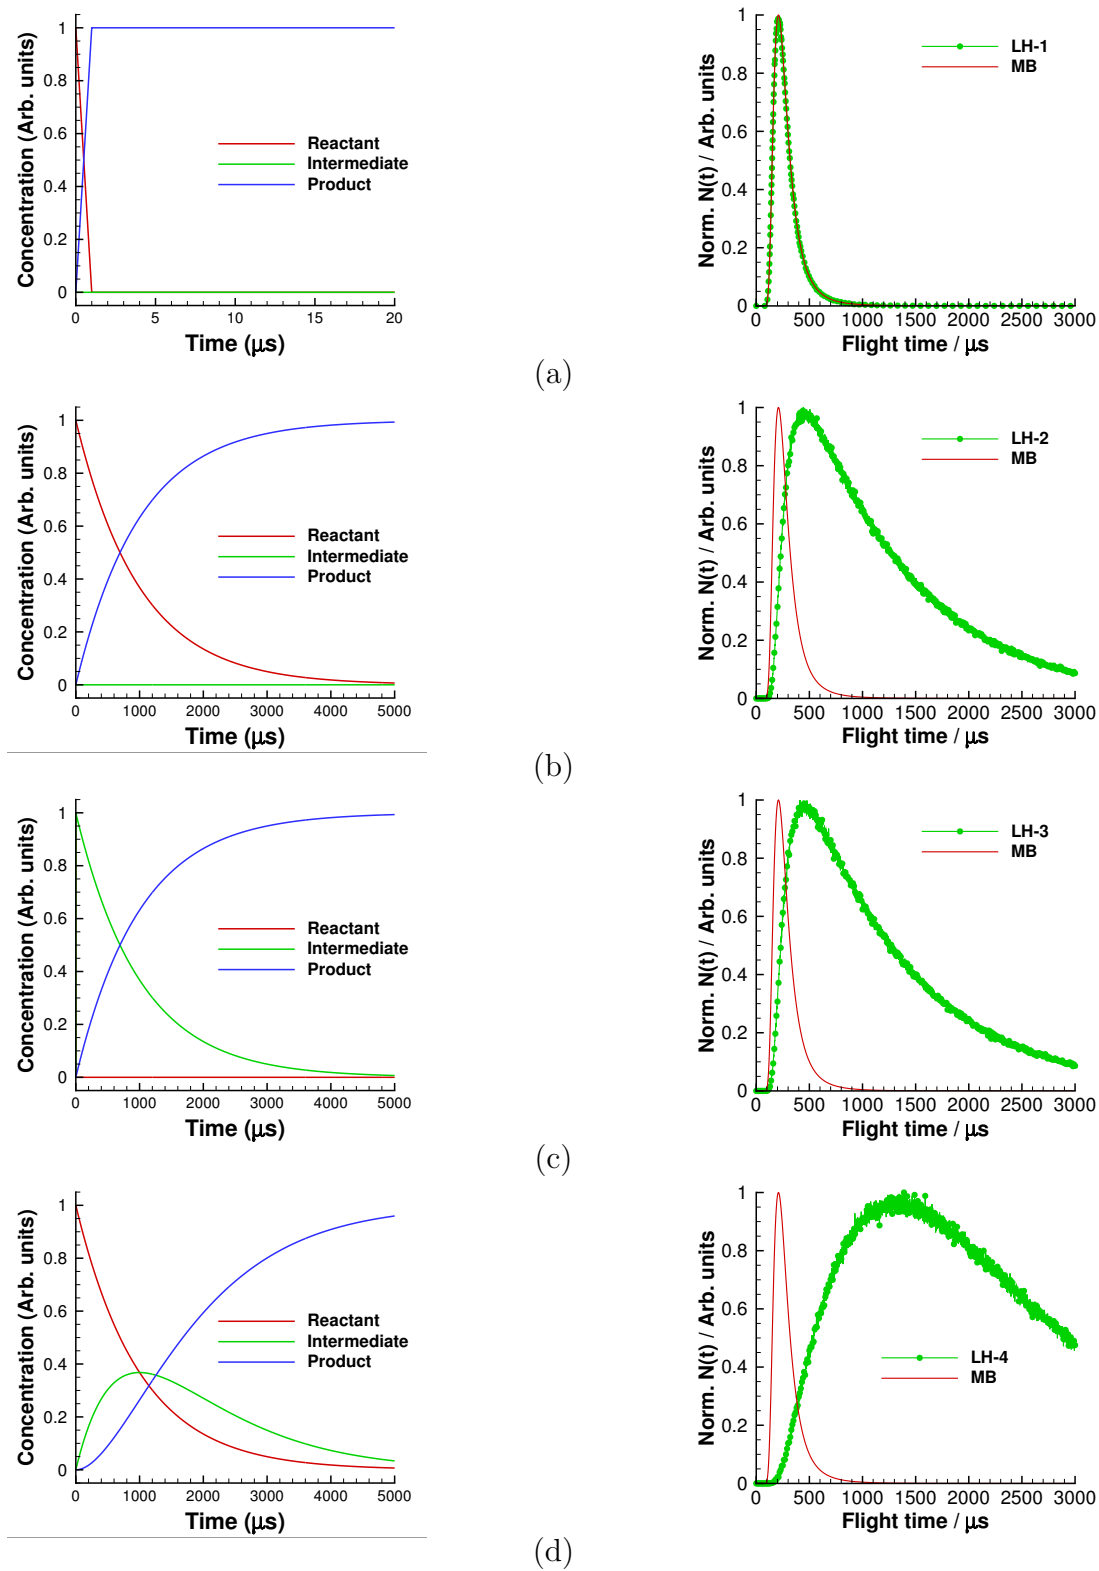 Concentration (Arb. units)
1
0.8
0.6
0.4
0.2
0
0 5 10 15 20
Time (µs)
Reactant
Intermediate
Product
Norm. N(t) / Arb. units
1
0.8
0.6
0.4
0.2
0
0 500 1000 1500 2000 2500 3000
Flight time / µs
LH-1
MB
(a)
Concentration (Arb. units)
1
0.8
0.6
0.4
0.2
0
0 1000 2000 3000 4000 5000
Time (µs)
Reactant
Intermediate
Product
Norm. N(t) / Arb. units
1
0.8
0.6
0.4
0.2
0
0 500 1000 1500 2000 2500 3000
Flight time / µs
LH-2
MB
(b)
Concentration (Arb. units)
1
0.8
0.6
0.4
0.2
0
0 1000 2000 3000 4000 5000
Time (µs)
Reactant
Intermediate
Product
Norm. N(t) / Arb. units
1
0.8
0.6
0.4
0.2
0
0 500 1000 1500 2000 2500 3000
Flight time / µs
LH-3
MB
(c)
Concentration (Arb. units)
1
0.8
0.6
0.4
0.2
0
0 1000 2000 3000 4000 5000
Time (µs)
Reactant
Intermediate
Product
Norm. N(t) / Arb. units
1
0.8
0.6
0.4
0.2
0
0 500 1000 1500 2000 2500 3000
Flight time / µs
LH-4
MB
(d)